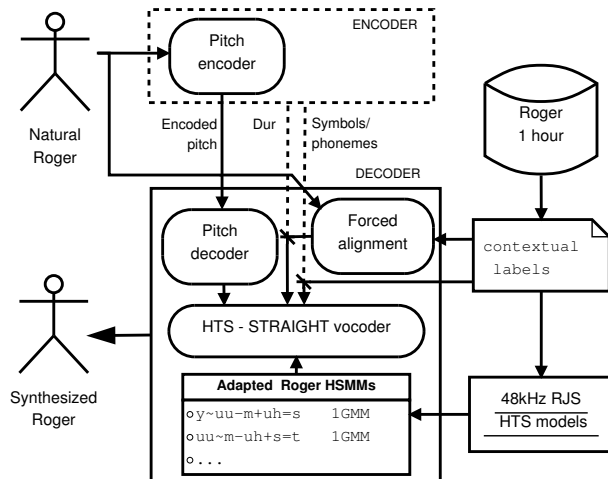 ENCODER
Pitch
encoder
Natural
Roger
Encoded
pitch
Dur
Symbols/
phonemes
Roger
1 hour
DECODER
Pitch
decoder
Forced
alignment
contextual
labels
HTS - STRAIGHT vocoder
Synthesized
Roger
Adapted Roger HSMMs
y~uu-m+uh=s 1GMM
uu~m-uh+s=t 1GMM
...
48kHz RJS
HTS models